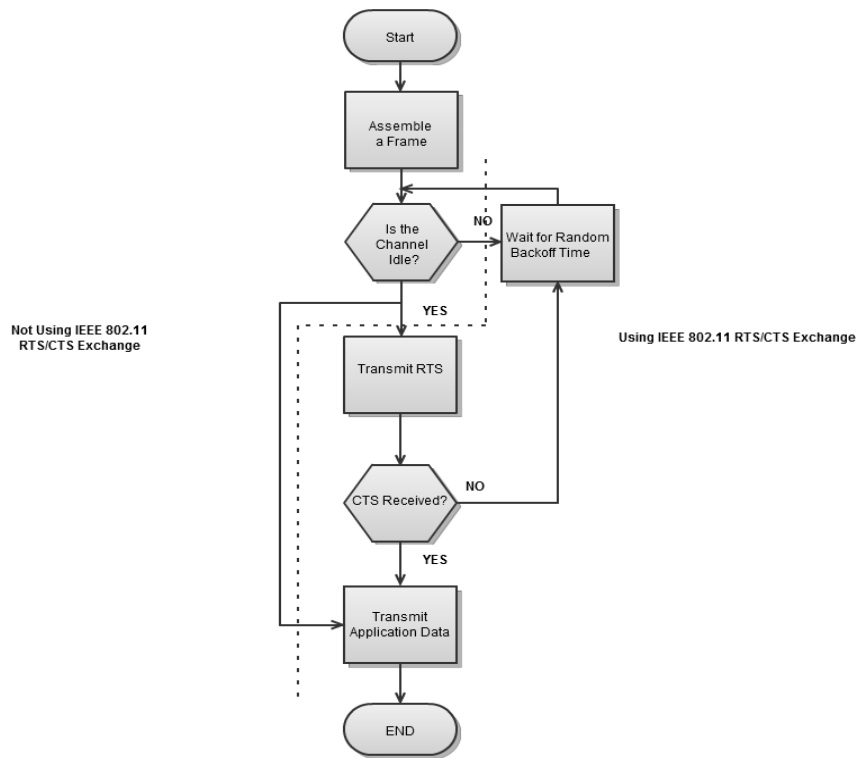 Start
Assemble
a Frame
Is the
Channel
Idle?
NO
Wait for Random
Backoff Time
YES
Not Using IEEE 802.11
RTS/CTS Exchange
Using IEEE 802.11 RTS/CTS Exchange
Transmit RTS
CTS Received?
NO
YES
Transmit
Application Data
END